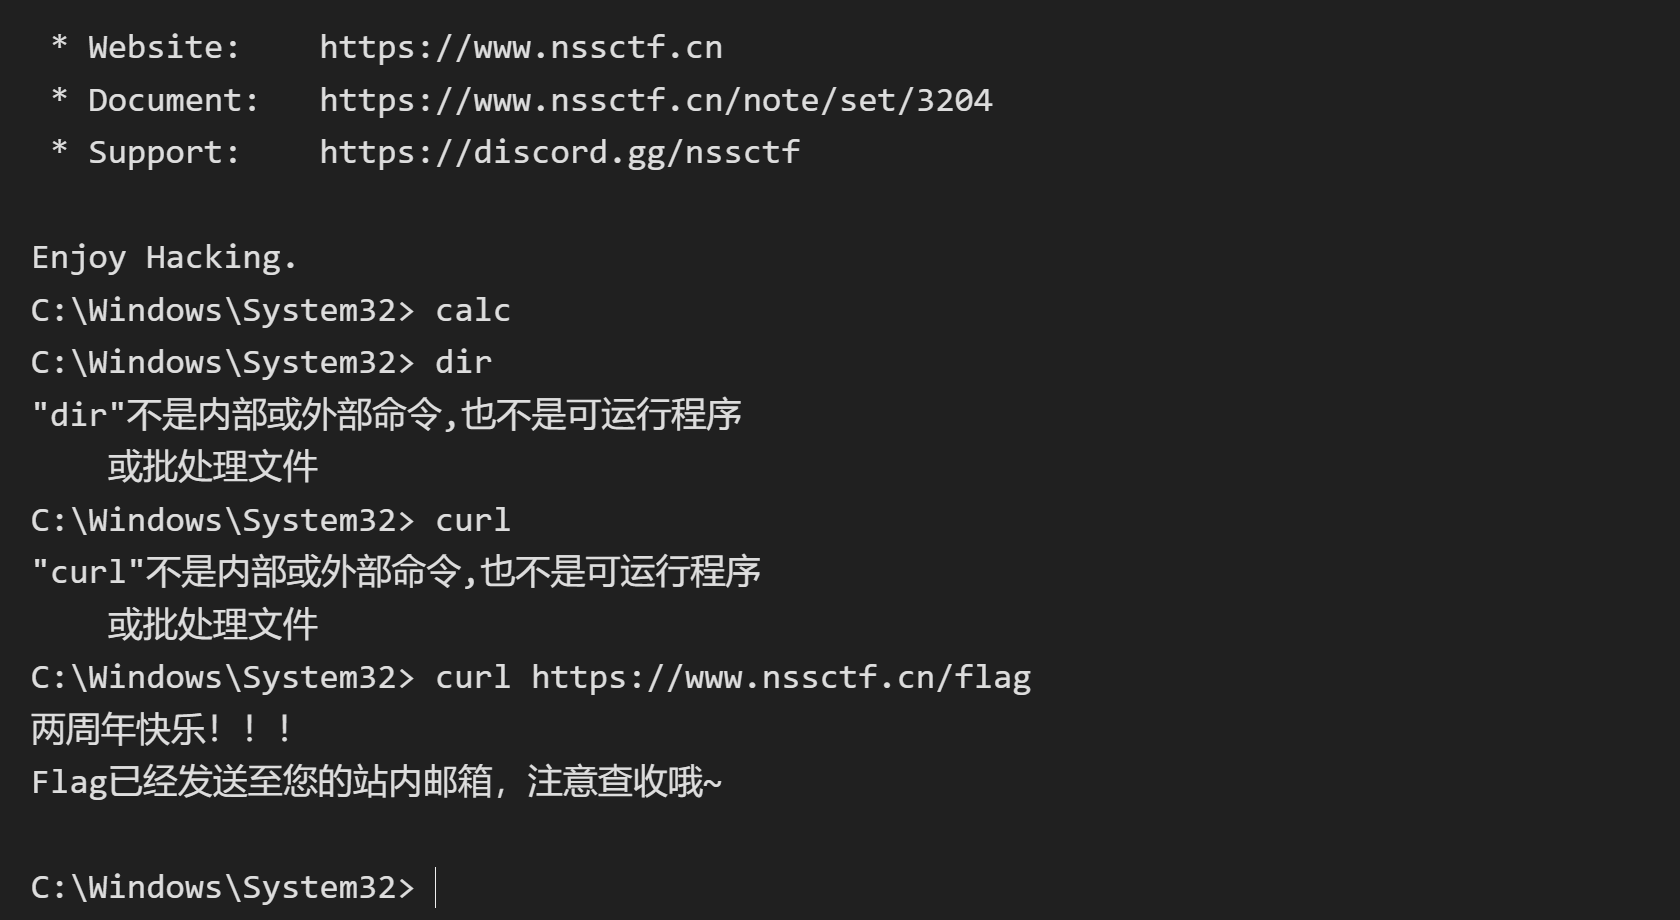 * Website:    https://www.nssctf.cn
* Document:   https://www.nssctf.cn/note/set/3204
* Support:    https://discord.gg/nssctf
Enjoy Hacking.
C:\Windows\System32> calc
C:\Windows\System32> dir
"dir"不是内部或外部命令,也不是可运行程序
或批处理文件
C:\Windows\System32> curl
"curl"不是内部或外部命令,也不是可运行程序
或批处理文件
C:\Windows\System32> curl https://www.nssctf.cn/flag
两周年快乐！！！
Flag已经发送至您的站内邮箱，注意查收哦~
C:\Windows\System32>